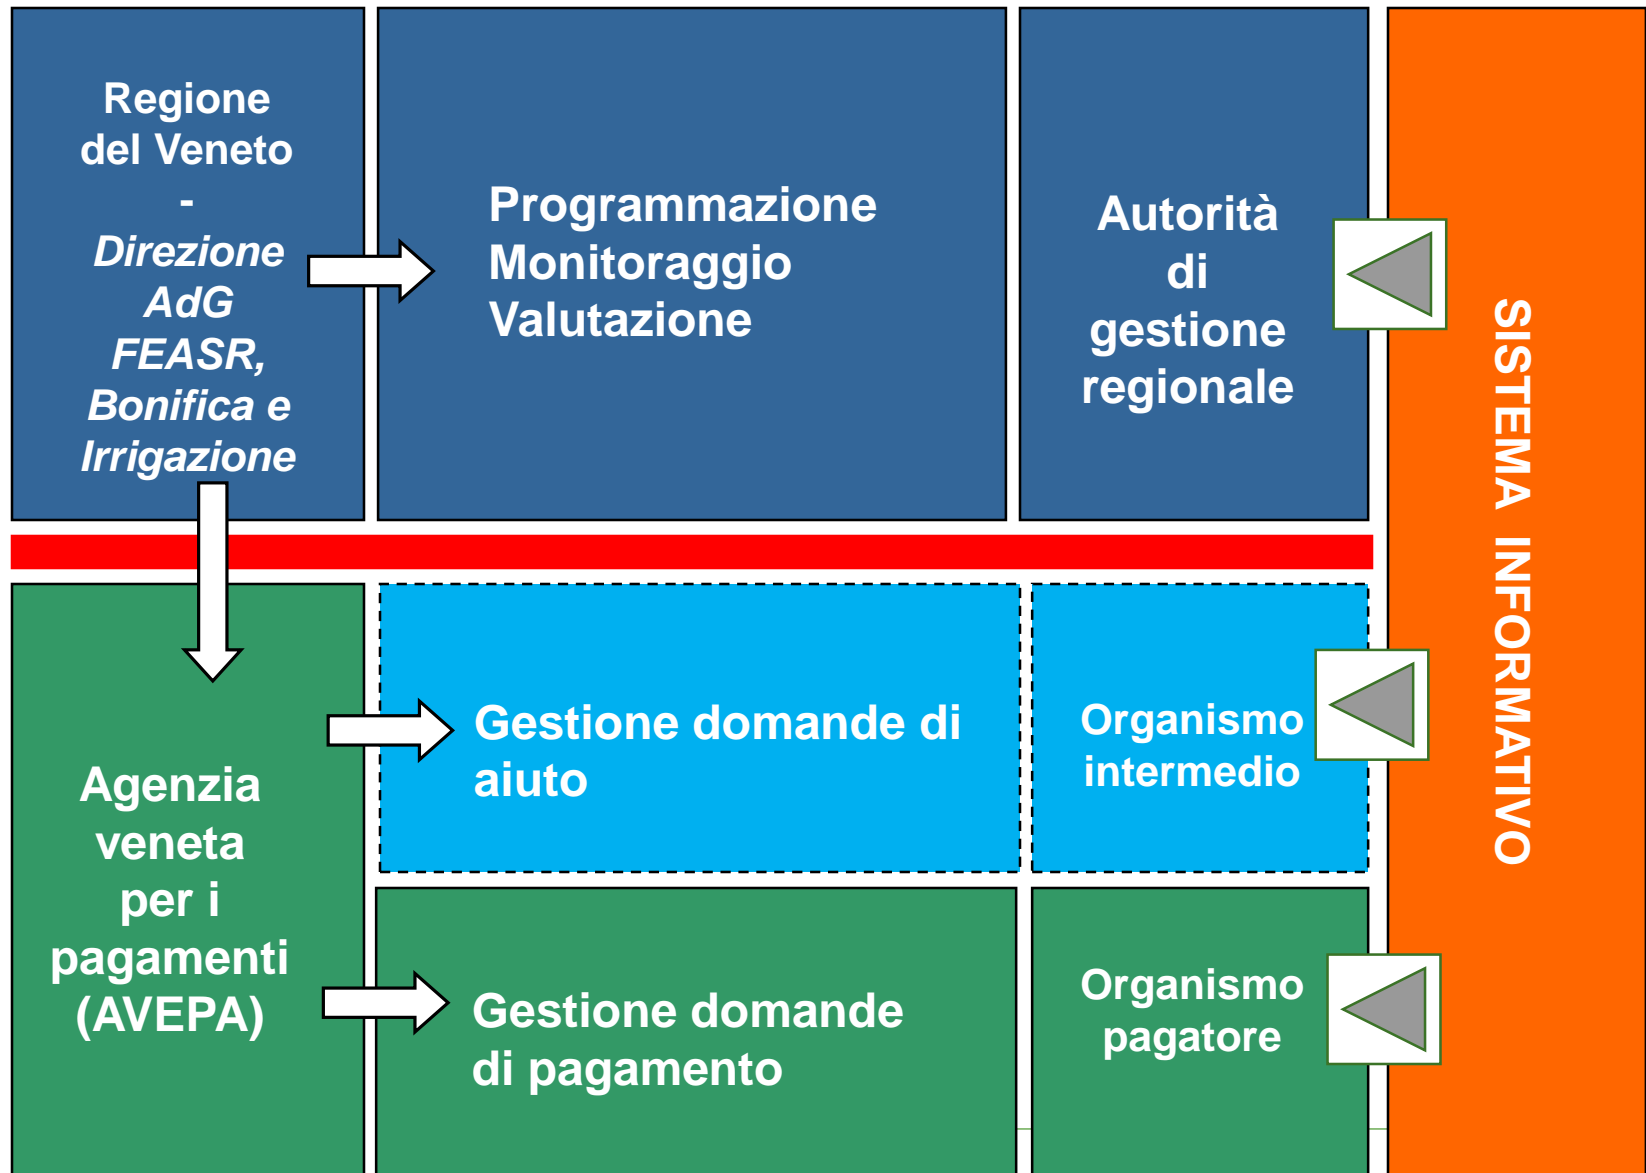 Regione
del Veneto
-
Direzione
AdG
FEASR,
Bonifica e
Irrigazione
Programmazione
Monitoraggio
Valutazione
Autorità
di
gestione
regionale
SISTEMA INFORMATIVO
Agenzia
veneta
per i
pagamenti
(AVEPA)
Gestione domande di
aiuto
Organismo
intermedio
Gestione domande
di pagamento
Organismo
pagatore